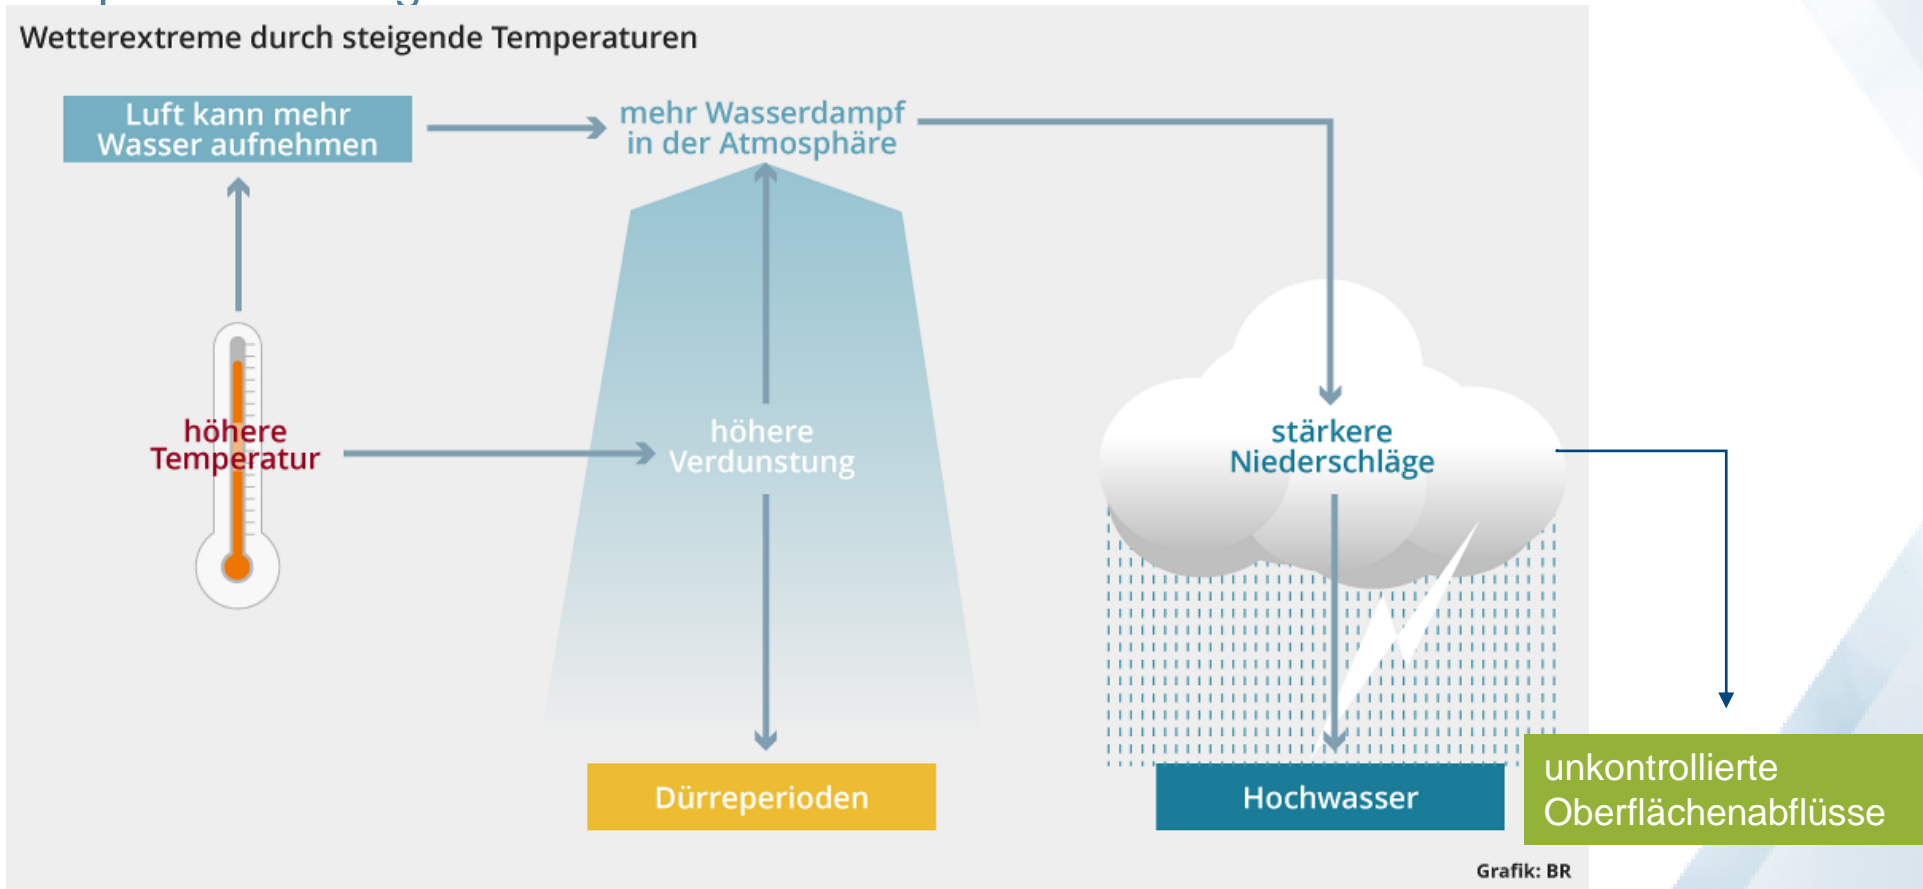 Wetterextreme durch steigende Temperaturen
Luft kann mehr
Wasser aufnehmen
mehr Wasserdampf
in der Atmosphäre
höhere
Temperatur
höhere
Verdunstung
stärkere
Niederschläge
Dürreperioden
Hochwasser
unkontrollierte
Oberflächenabflüsse
Grafik: BR